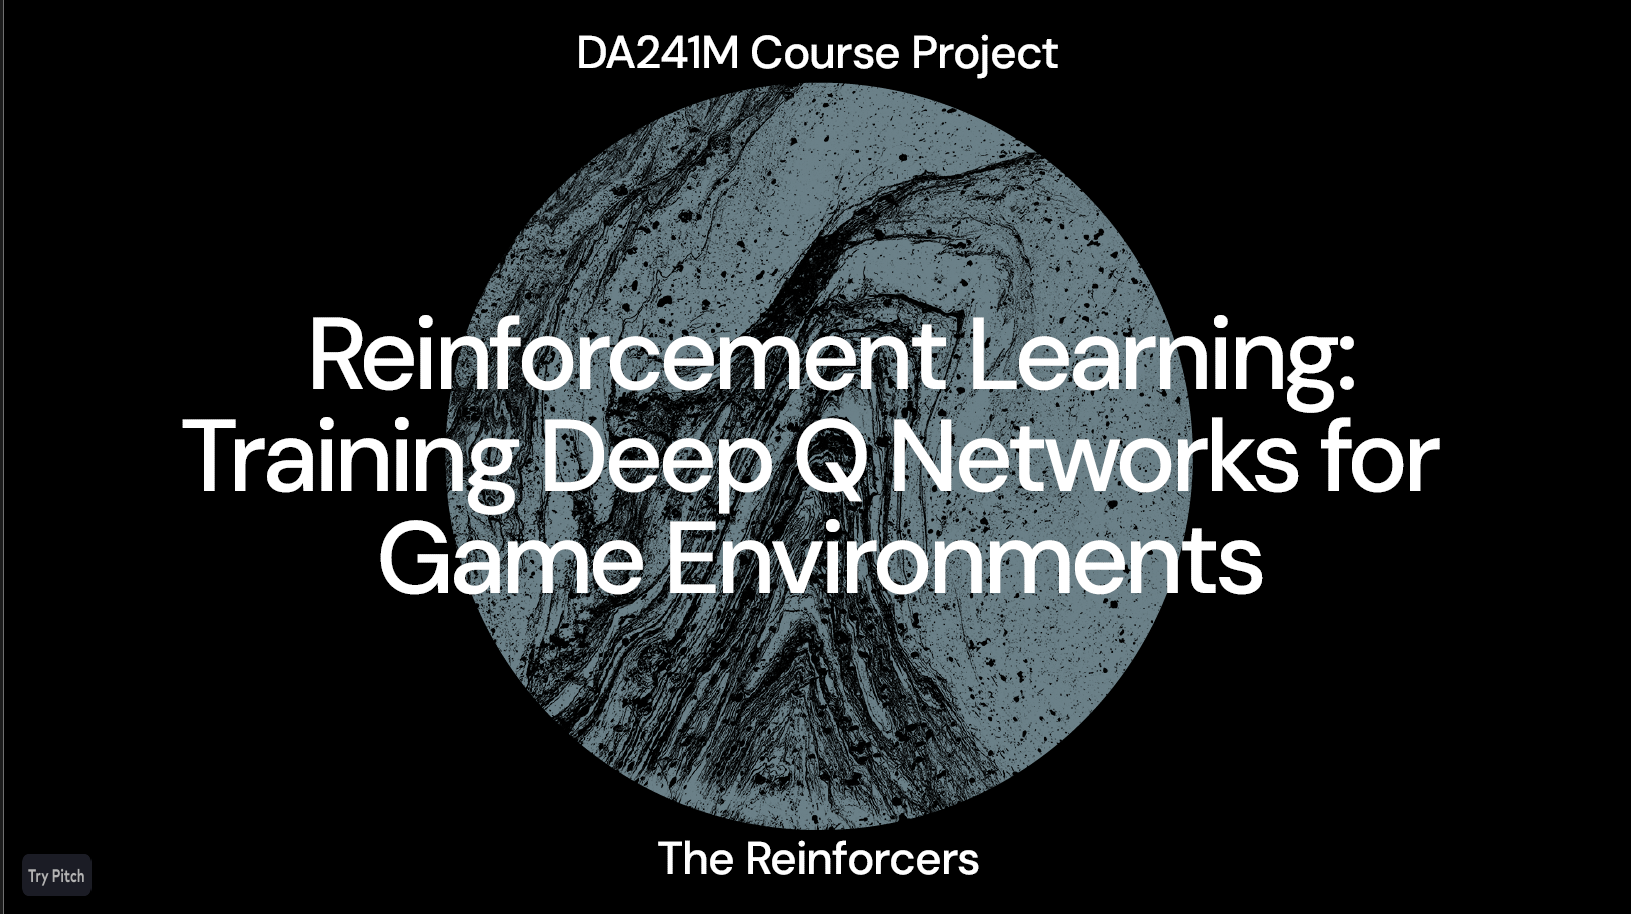 DA241M Course Project
Reinforcement Learning:
Training Deep Q Networks for
Game Environments
The Reinforcers
Try Pitch